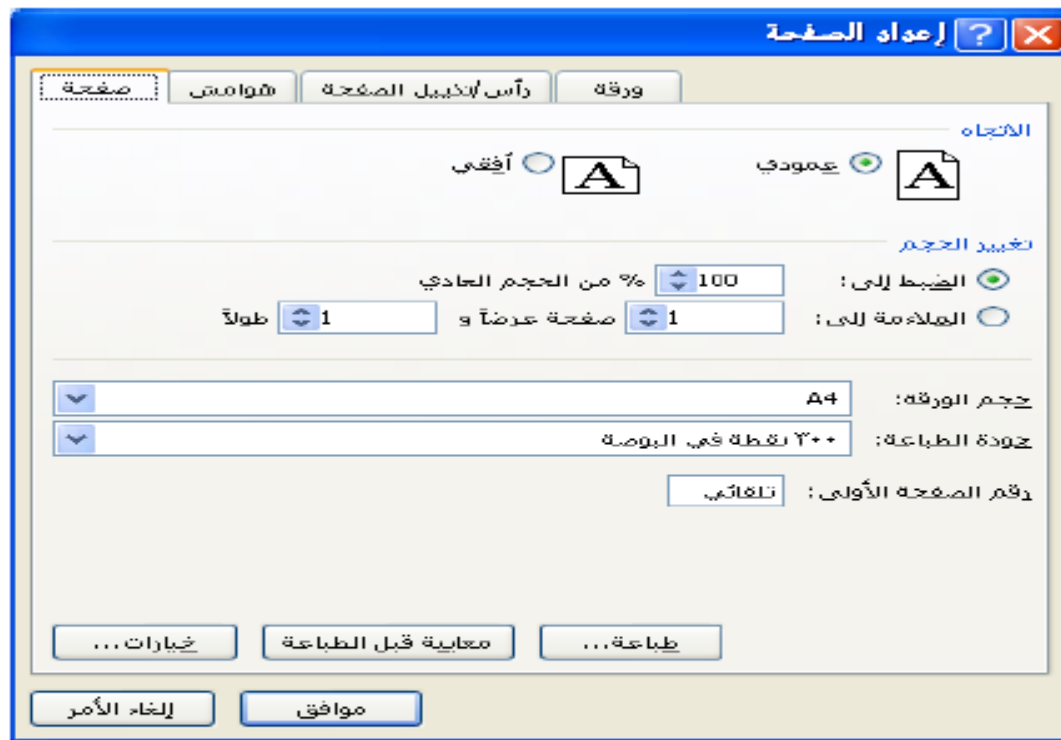 إعداد الصفحة
صفحة هوامش رأس/تذييل الصفحة ورقة
الاتجاه
A عمودي A أفقي
تغيير الحجم
الضبط إلى: 100 % من الحجم العادي
الملاءمة إلى: 1 صفحة عرضاً و 1 طولاً
حجم الورقة: A4
جودة الطباعة: ٣٠٠ نقطة في البوصة
رقم الصفحة الأولى: تلقائي
طباعة... معاينة قبل الطباعة خيارات...
موافق إلغاء الأمر